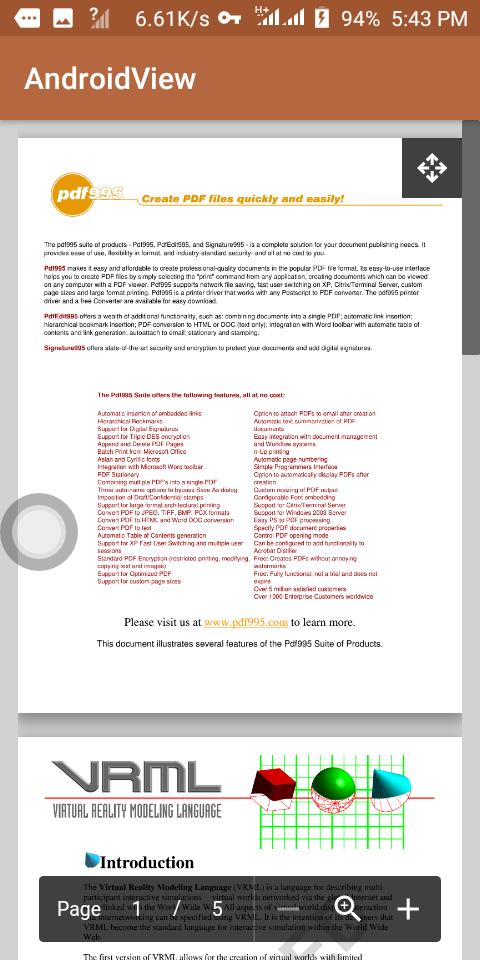 6.61K/s H+ 94% 5:43 PM
AndroidView
pdf995 Create PDF files quickly and easily!
The pdf995 suite of products - Pdf995, PdfEdit995, and Signature995 - is a complete solution for your document publishing needs. It
provides ease of use, flexibility in format, and industry-standard security- and all at no cost to you.
Pdf995 makes it easy and affordable to create professional-quality documents in the popular PDF file format. Its easy-to-use interface
helps you to create PDF files by simply selecting the "print" command from any application, creating documents which can be viewed
on any computer with a PDF viewer. Pdf995 supports network file saving, fast user switching on XP, Citrix/Terminal Server, custom
page sizes and large format printing. Pdf995 is a printer driver that works with any Postscript to PDF converter. The pdf995 printer
driver and a free Converter are available for easy download.
PdfEdit995 offers a wealth of additional functionality, such as: combining documents into a single PDF; automatic link insertion;
hierarchical bookmark insertion; PDF conversion to HTML or DOC (text only); integration with Word toolbar with automatic table of
contents and link generation; autoattach to email; stationery and stamping.
Signature995 offers state-of-the-art security and encryption to protect your documents and add digital signatures.
The Pdf995 Suite offers the following features, all at no cost:
Automatic insertion of embedded links
Hierarchical Bookmarks
Support for Digital Signatures
Support for Triple DES encryption
Append and Delete PDF Pages
Batch Print from Microsoft Office
Asian and Cyrillic fonts
Integration with Microsoft Word toolbar
PDF Stationery
Combining multiple PDF's into a single PDF
Three auto-name options to bypass Save As dialog
Imposition of Draft/Confidential stamps
Support for large format architectural printing
Convert PDF to JPEG, TIFF, BMP, PCX formats
Convert PDF to HTML and Word DOC conversion
Convert PDF to text
Automatic Table of Contents generation
Support for XP Fast User Switching and multiple user
sessions
Standard PDF Encryption (restricted printing, modifying,
copying text and images)
Support for Optimized PDF
Support for custom page sizes
Option to attach PDFs to email after creation
Automatic text summarization of PDF
documents
Easy integration with document management
and Workflow systems
n-Up printing
Automatic page numbering
Simple Programmers Interface
Option to automatically display PDFs after
creation
Custom resizing of PDF output
Configurable Font embedding
Support for Citrix/Terminal Server
Support for Windows 2003 Server
Easy PS to PDF processing
Specify PDF document properties
Control PDF opening mode
Can be configured to add functionality to
Acrobat Distiller
Free: Creates PDFs without annoying
watermarks
Free: Fully functional, not a trial and does not
expire
Over 5 million satisfied customers
Over 1000 Enterprise Customers worldwide
Please visit us at www.pdf995.com to learn more.
This document illustrates several features of the Pdf995 Suite of Products.
VRML
VIRTUAL REALITY MODELING LANGUAGE
Introduction
The Virtual Reality Modeling Language (VRML) is a language for describing multi
participant interactive simulations -- virtual worlds networked via the global Internet and
linked with the World Wide Web. All aspects of virtual world display, interaction
and internetworking can be specified using VRML. It is the intention of its designers that
VRML become the standard language for interactive simulation within the World Wide
Web.
Page 1 / 5
The first version of VRML allows for the creation of virtual worlds with limited